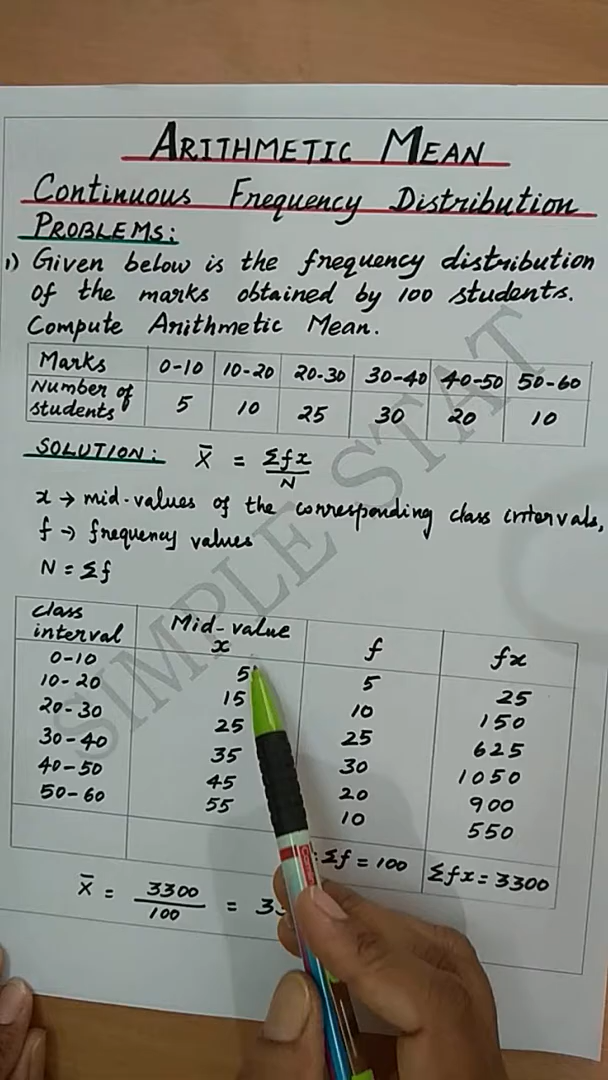 ARITHMETIC MEAN
Continuous Frequency Distribution
PROBLEMS:
1) Given below is the frequency distribution
of the marks obtained by 100 students.
Compute Arithmetic Mean.
Marks 0-10 10-20 20-30 30-40 40-50 50-60
Number of students 5 10 25 30 20 10
SOLUTION: X̄ = Σfx / N
x → mid-values of the corresponding class intervals,
f → frequency values
N = Σf
class interval Mid-value x f fx
0-10 5 5 25
10-20 15 10 150
20-30 25 25 625
30-40 35 30 1050
40-50 45 20 900
50-60 55 10 550
: Σf = 100 Σfx = 3300
X̄ = 3300 / 100 =
SIMPLE STAT